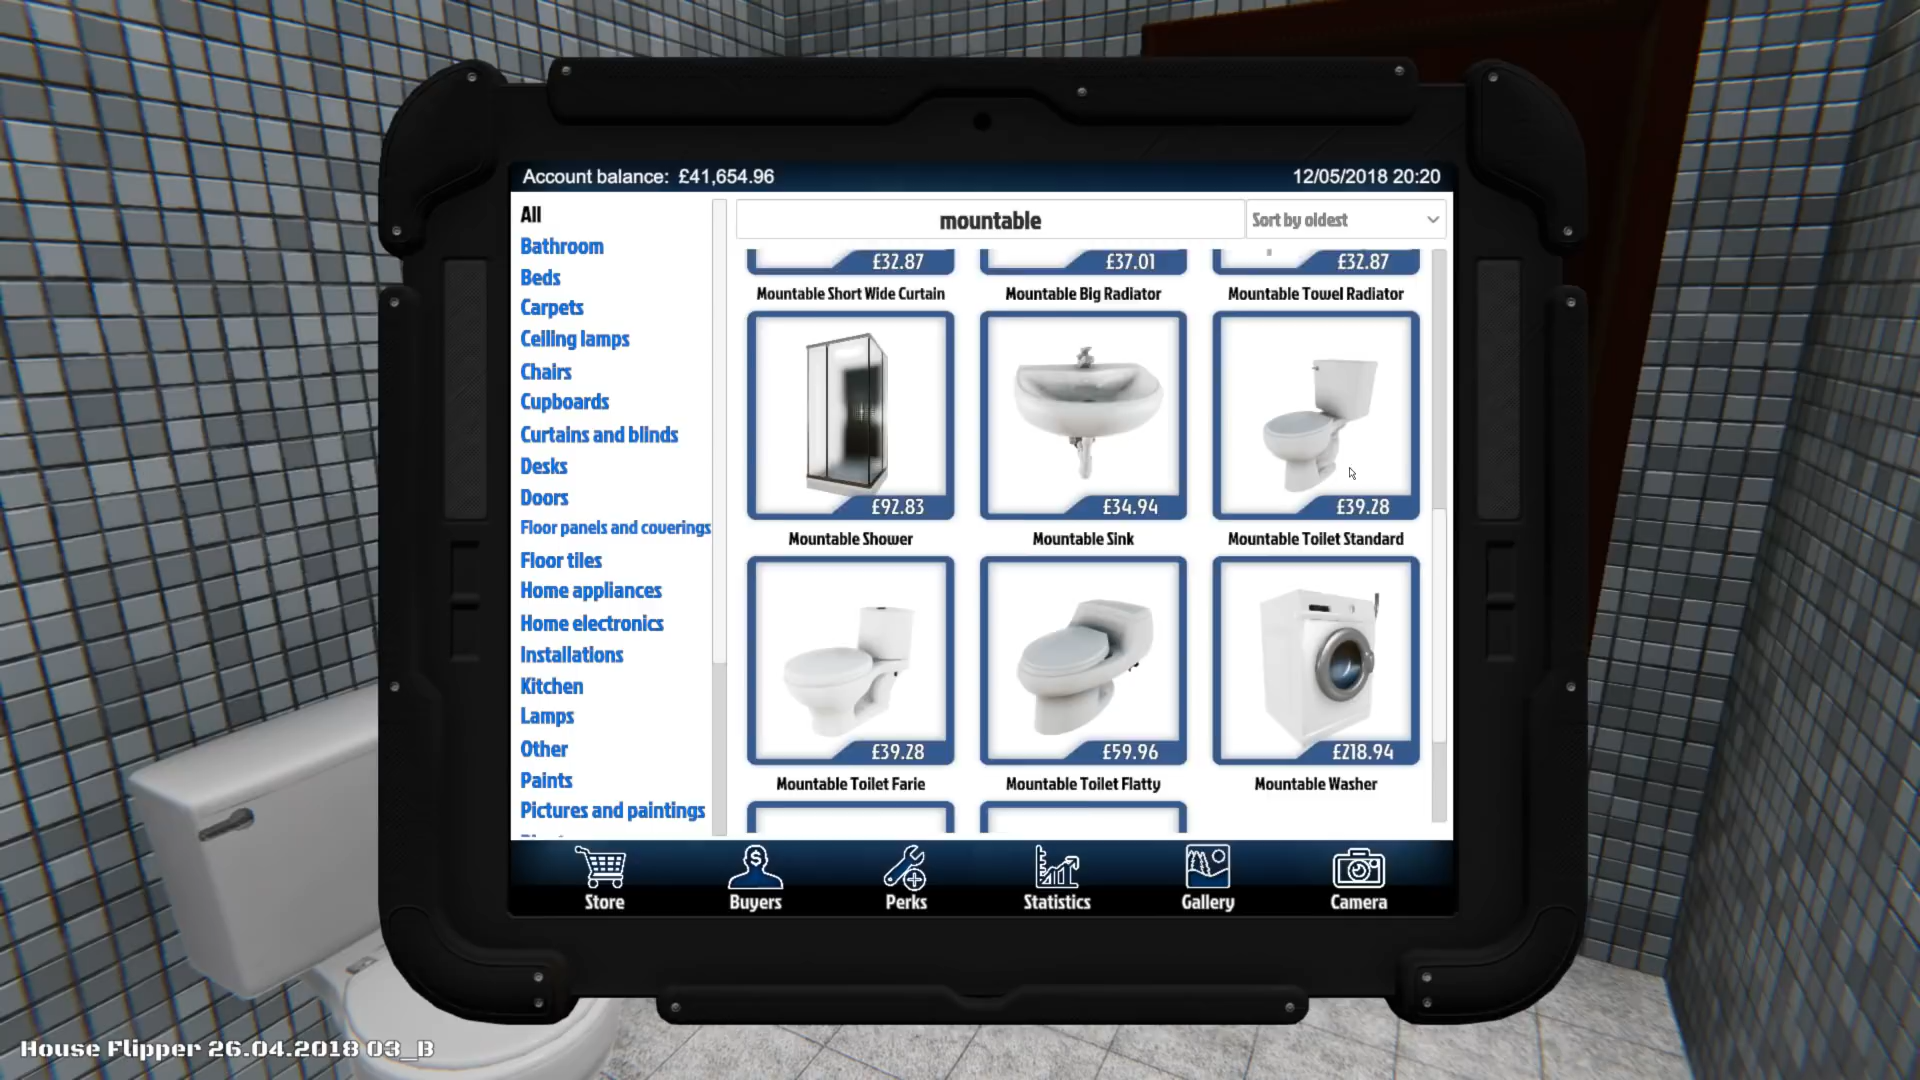 Account balance: £41,654.96
12/05/2018 20:20
All
Bathroom
Beds
Carpets
Ceiling lamps
Chairs
Cupboards
Curtains and blinds
Desks
Doors
Floor panels and coverings
Floor tiles
Home appliances
Home electronics
Installations
Kitchen
Lamps
Other
Paints
Pictures and paintings
mountable
Sort by oldest
£32.87
£37.01
£32.87
Mountable Short Wide Curtain
Mountable Big Radiator
Mountable Towel Radiator
£92.83
£34.94
£39.28
Mountable Shower
Mountable Sink
Mountable Toilet Standard
£39.28
£59.96
£218.94
Mountable Toilet Farie
Mountable Toilet Flatty
Mountable Washer
Store
Buyers
Perks
Statistics
Gallery
Camera
House Flipper 26.04.2018 03_B